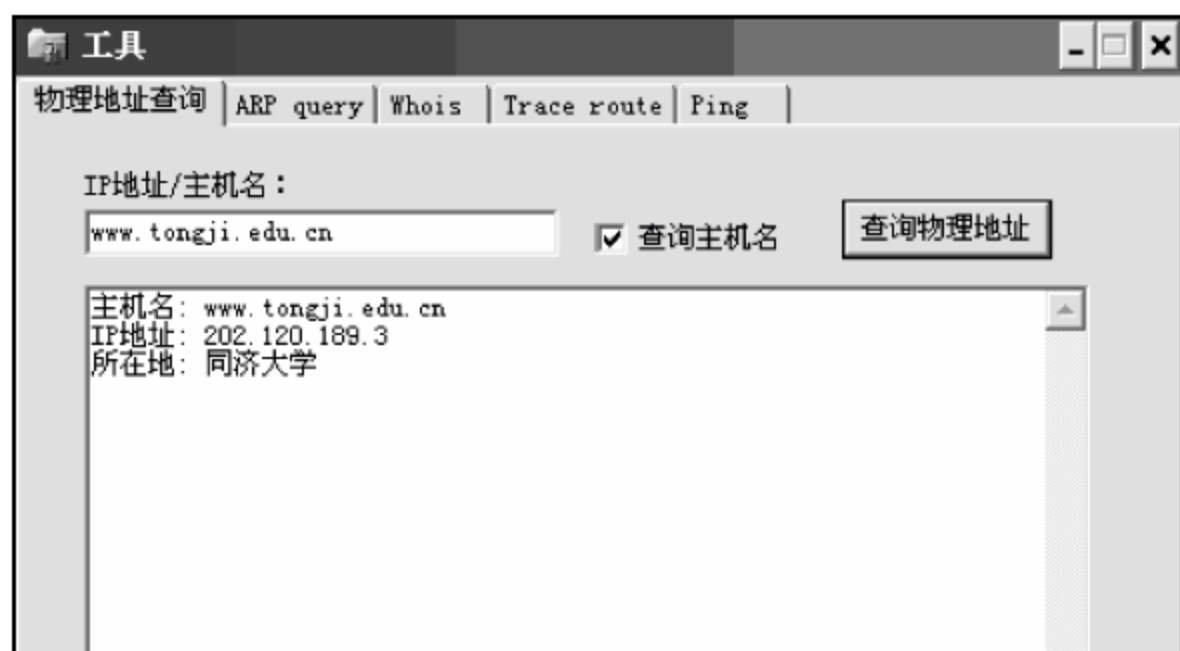 工具
物理地址查询 ARP query Whois Trace route Ping
IP地址/主机名：
www.tongji.edu.cn 查询主机名 查询物理地址
主机名: www.tongji.edu.cn
IP地址: 202.120.189.3
所在地: 同济大学